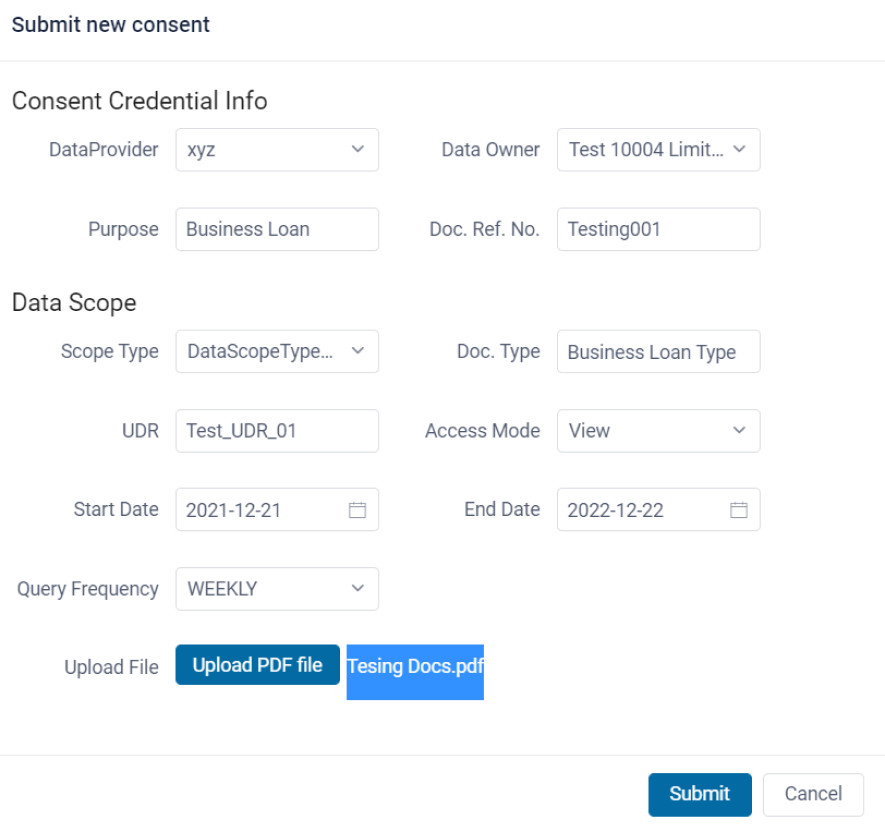 Submit new consent
Consent Credential Info
DataProvider xyz Data Owner Test 10004 Limit...
Purpose Business Loan Doc. Ref. No. Testing001
Data Scope
Scope Type DataScopeType... Doc. Type Business Loan Type
UDR Test_UDR_01 Access Mode View
Start Date 2021-12-21 End Date 2022-12-22
Query Frequency WEEKLY
Upload File Upload PDF file Tesing Docs.pdf
Submit Cancel